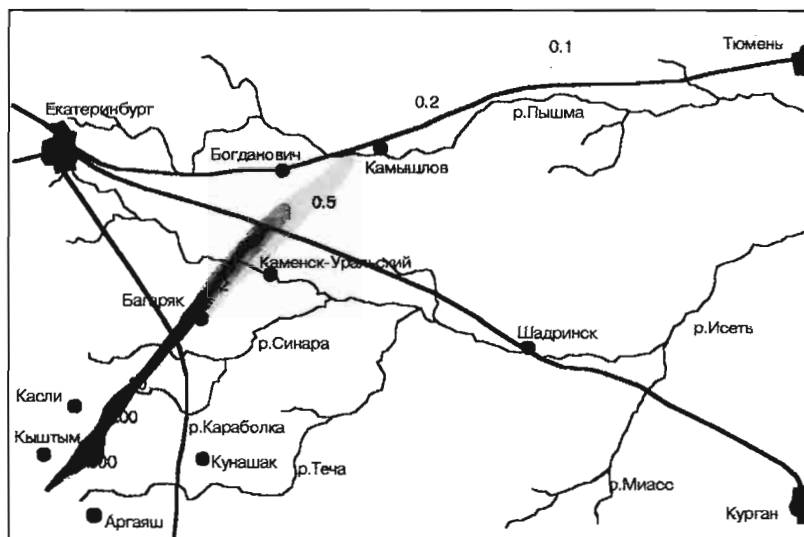 0.1
Тюмень
0.2
Екатеринбург
р.Пышма
Богданович
Камышлов
0.5
Каменск-Уральский
Багаряк
Шадринск
р.Исеть
р.Синара
Касли
р.Караболка
Кыштым
Кунашак
р.Теча
р.Миасс
Аргаяш
Курган